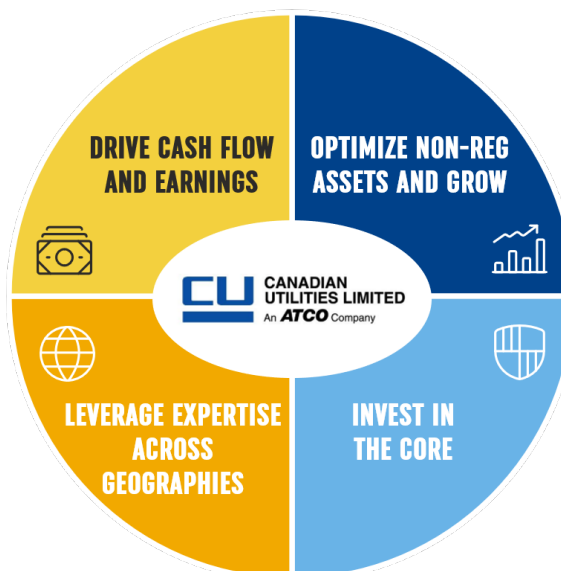 DRIVE CASH FLOW
AND EARNINGS
OPTIMIZE NON-REG
ASSETS AND GROW
CU
CANADIAN
UTILITIES LIMITED
An ATCO Company
LEVERAGE EXPERTISE
ACROSS
GEOGRAPHIES
INVEST IN
THE CORE